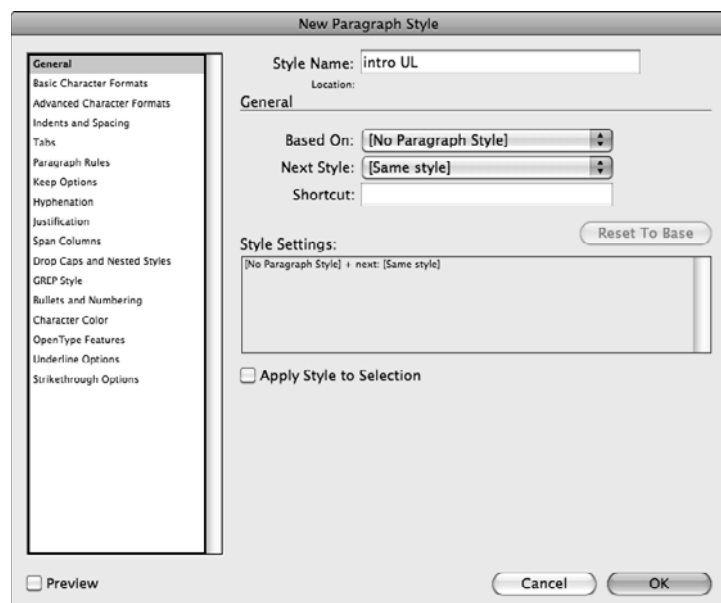 New Paragraph Style
General
Basic Character Formats
Advanced Character Formats
Indents and Spacing
Tabs
Paragraph Rules
Keep Options
Hyphenation
Justification
Span Columns
Drop Caps and Nested Styles
GREP Style
Bullets and Numbering
Character Color
OpenType Features
Underline Options
Strikethrough Options
Style Name: intro UL
Location:
General
Based On: [No Paragraph Style]
Next Style: [Same style]
Shortcut:
Reset To Base
Style Settings:
[No Paragraph Style] + next: [Same style]
Apply Style to Selection
Preview
Cancel
OK